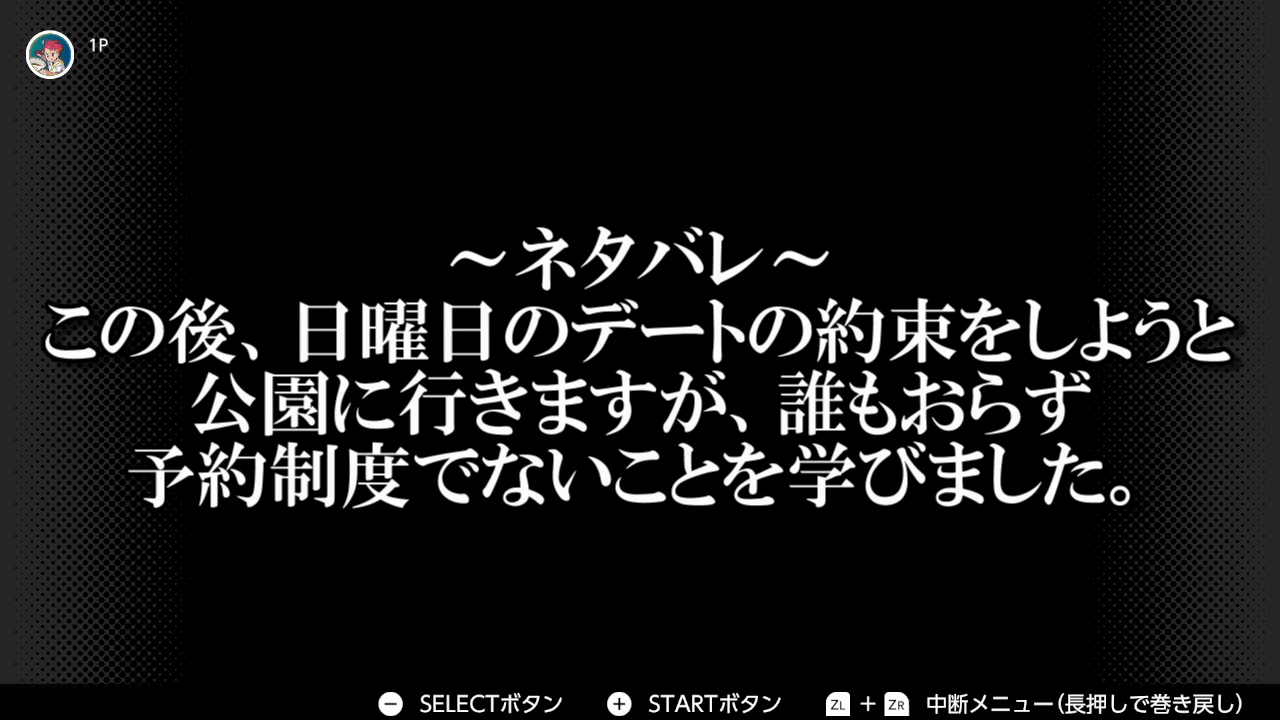 1P
～ネタバレ～
この後、日曜日のデートの約束をしようと
公園に行きますが、誰もおらず
予約制度でないことを学びました。
− SELECTボタン + STARTボタン ZL + ZR 中断メニュー(長押しで巻き戻し)